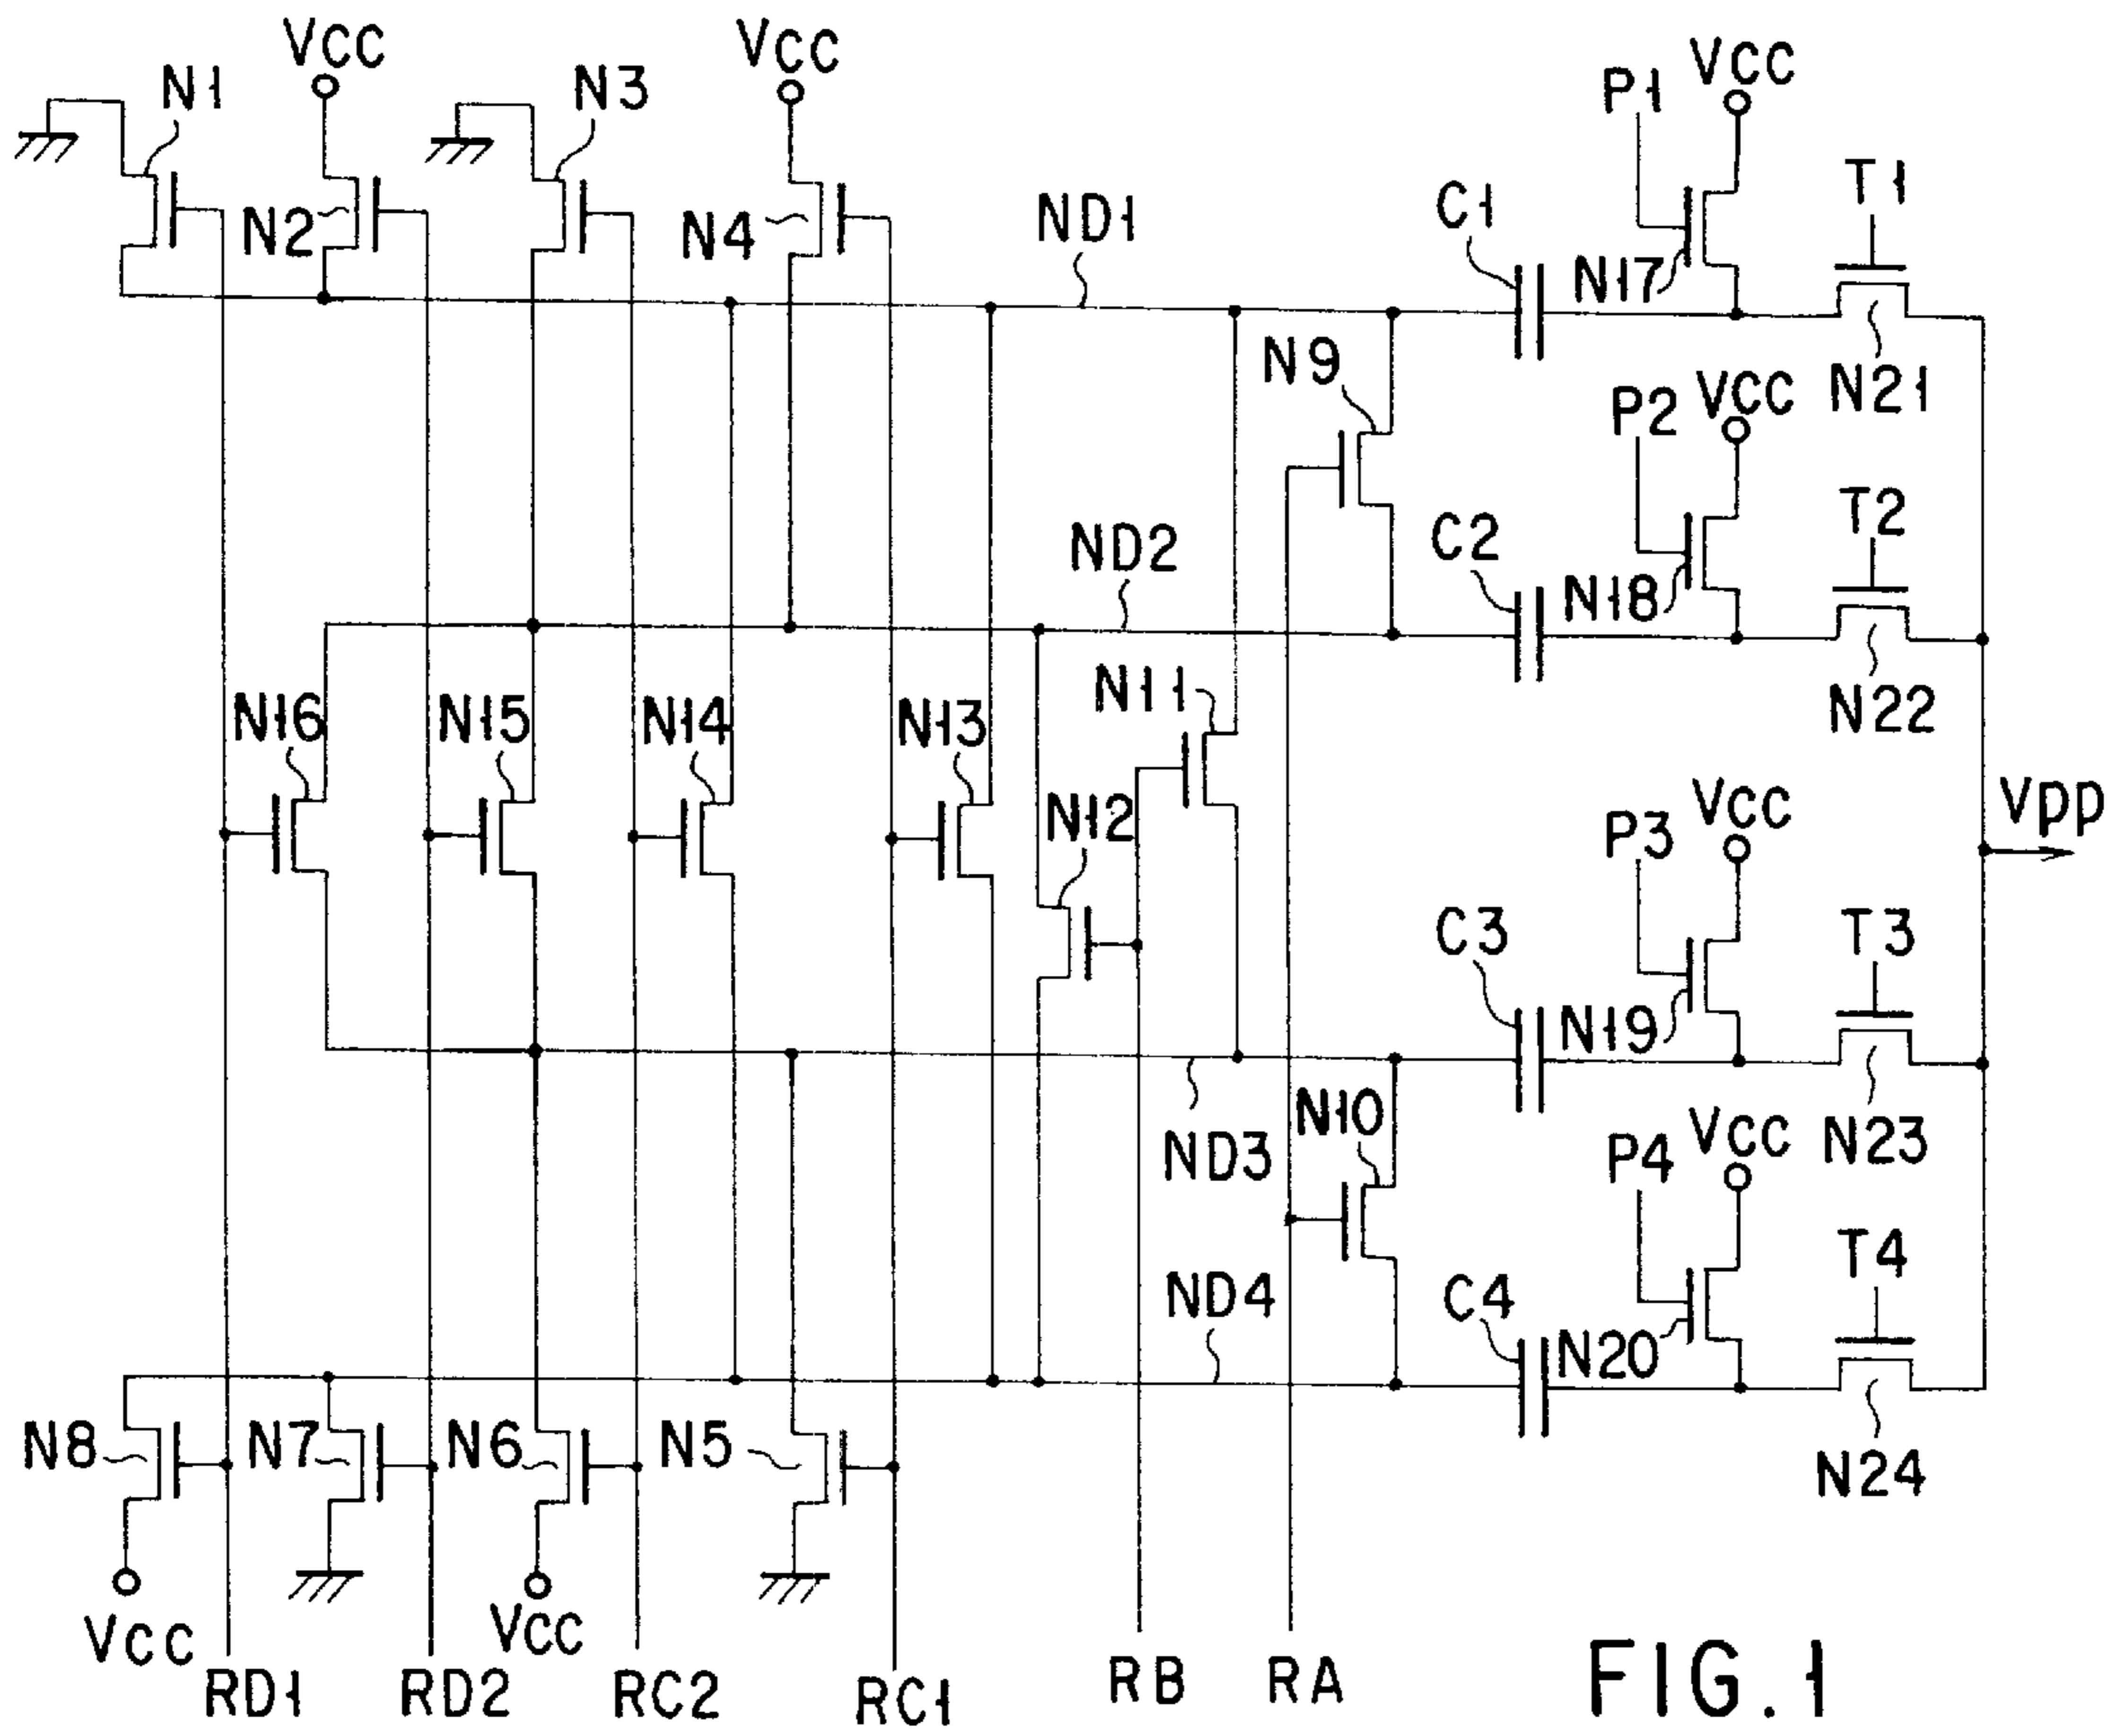 VCC
VCC
VCC
N1
N3
P1
T1
N2
N4
ND1
C1
N17
N9
N21
VCC
P2
T2
ND2
C2
N18
N11
N22
N16
N15
N14
N13
N12
VCC
VPP
P3
C3
T3
N19
N10
N23
ND3
VCC
P4
T4
ND4
C4
N20
N8
N7
N6
N5
N24
VCC
VCC
RD1
RD2
RC2
RC1
RB
RA
FIG.1